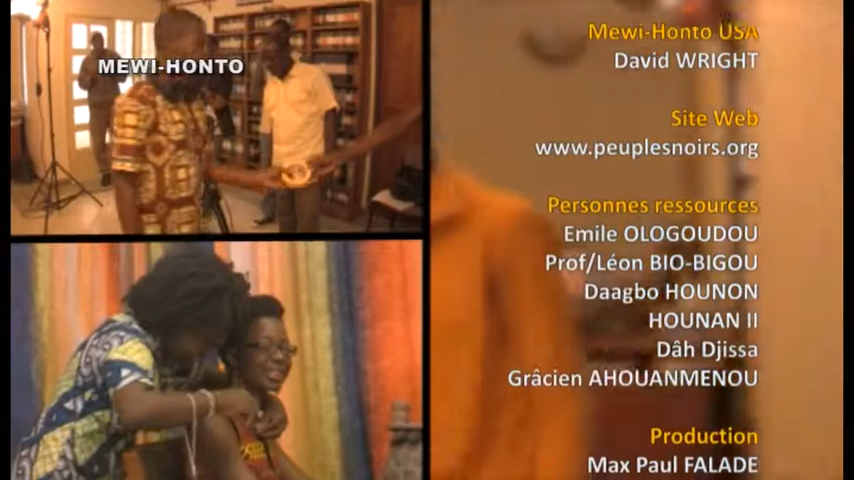 MEWI-HONTO
Mewi-Honto USA
David WRIGHT
Site Web
www.peuplesnoirs.org
Personnes ressources
Emile OLOGOUDOU
Prof/Léon BIO-BIGOU
Daagbo HOUNON
HOUNAN II
Dâh Djissa
Grâcien AHOUANMENOU
Production
Max Paul FALADE